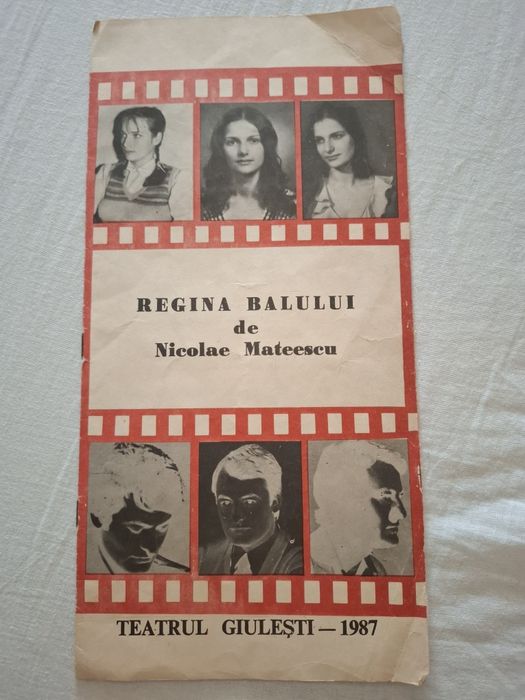 REGINA BALULUI
de
Nicolae Mateescu
TEATRUL GIULEȘTI — 1987